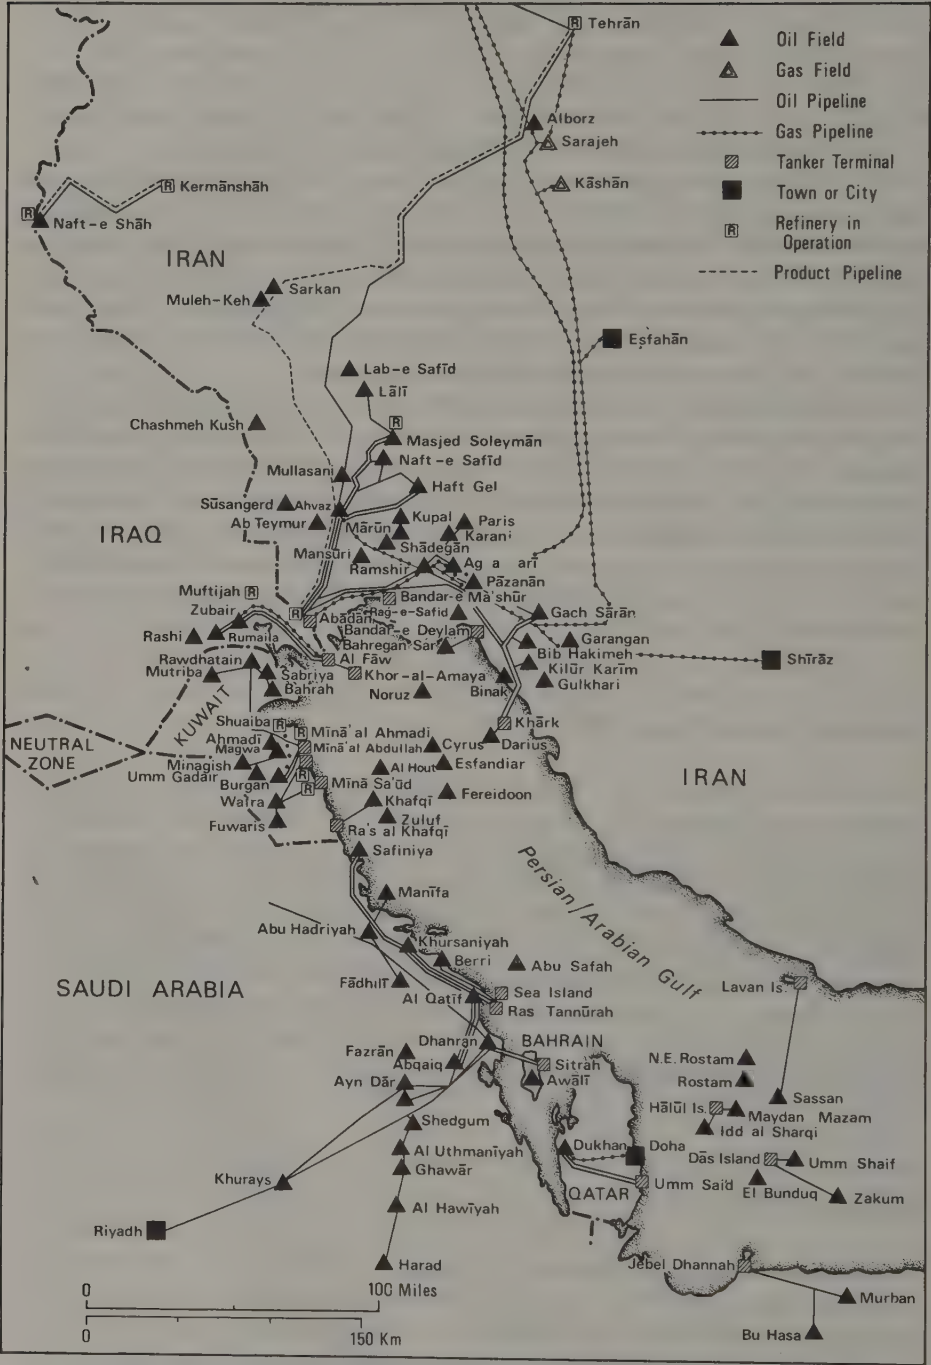 Tehrān
Oil Field
Gas Field
Oil Pipeline
Gas Pipeline
Tanker Terminal
Town or City
R Refinery in
Operation
Product Pipeline
Alborz
Sarajeh
Kāshān
R Kermānshāh
R
Naft-e Shāh
IRAN
Sarkan
Muleh-Keh
Eşfahān
Lab-e Safīd
Lālī
Chashmeh Kush
R
Masjed Soleymān
Naft-e Safīd
Mullasani
Haft Gel
Sūsangerd
Ahvaz
Ab Teymur
Kupal
Paris
Mārūn
Karani
IRAQ
Shādegān
Mansūri
Ramshir
Ag a arī
Pāzanān
Muftijah R
Bandar-e Mā'shūr
Zubair
R
Abadān
Rag-e-Safid
Gach Sārān
Rashi
Rumaila
Bandar-e Deylam
Garangan
Bahregan Sar
Bib Hakimeh
Shīrāz
Rawdhatain
Al Fāw
Kilūr Karīm
Mutriba
Sabriya
Khor-al-Amaya
Gulkhari
Bahrah
Noruz
Binak
KUWAIT
Shuaiba R
R
Khārk
Mīnā'al Ahmadi
NEUTRAL
ZONE
Ahmadī
Magwa
Mīnā'al Abdullah
Cyrus
Darius
Minagish
Al Hout
Esfandiar
IRAN
Umm Gadāir
Burgan
R
R
Mīnā Sa'ūd
Wafra
Khafqī
Fereidoon
Fuwaris
Zuluf
Ra's al Khafqī
Safiniya
Persian/Arabian Gulf
Manīfa
Abu Hadriyah
Khursaniyah
Berri
Abu Safah
SAUDI ARABIA
Fādhilī
Al Qatīf
Sea Island
Ras Tannūrah
Lavan Is.
Dhahran
BAHRAIN
Fazrān
Abqaiq
Sitrah
N.E. Rostam
Ayn Dār
Awālī
Rostam
Sassan
Hālūl Is.
Maydan Mazam
Shedgum
Idd al Sharqi
Al Uthmanīyah
Dukhan
Doha
Ghawār
Dās Island
Umm Shaif
Khurays
QATAR
Umm Saīd
El Bunduq
Zakum
Al Hawīyah
Riyadh
Harad
Jebel Dhannah
0 100 Miles
Murban
0 150 Km
Bu Hasa